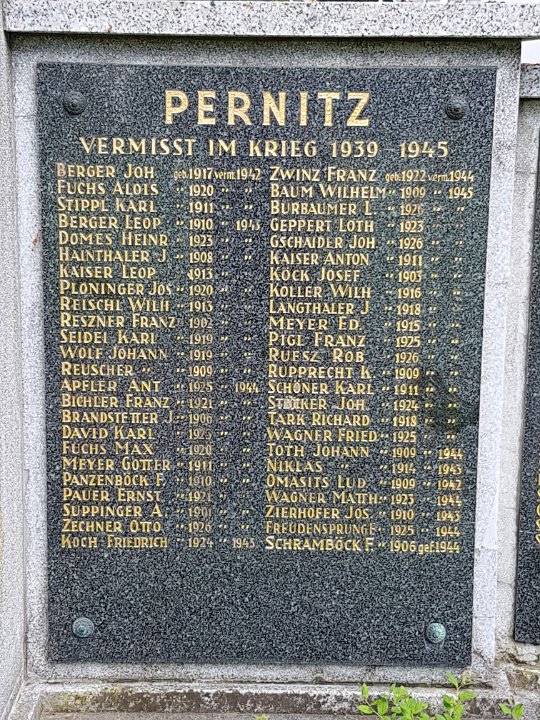 PERNITZ
VERMISST IM KRIEG 1939 1945
BERGER JOH. geb. 1917 verm. 1942
FUCHS ALOIS " 1920 " "
STIPPL KARL " 1911 " "
BERGER LEOP. " 1910 " 1943
DOMES HEINR. " 1923 " "
HAINTHALER J. " 1908 " "
KAISER LEOP. " 1913 " "
PLONINGER JOS. " 1920 " "
REISCHL WILH. " 1913 " "
RESZNER FRANZ " 1902 " "
SEIDEL KARL " 1919 " "
WOLF JOHANN " 1919 " "
REUSCHER " " 1909 " "
APFLER ANT. " 1925 " 1944
BICHLER FRANZ " 1921 " "
BRANDSTETTER J. " 1906 " "
DAVID KARL " 1925 " "
FUCHS MAX " 1920 " "
MEYER GOTTFR. " 1911 " "
PANZENBÖCK F. " 1910 " "
PAUER ERNST " 1921 " "
SUPPINGER A. " 1901 " "
ZECHNER OTTO " 1926 " "
KOCH FRIEDRICH " 1924 " 1943
ZWINZ FRANZ geb. 1922 verm. 1944
BAUM WILHELM " 1909 " 1945
BURBAUMER L. " 1926 " "
GEPPERT LOTH. " 1923 " "
GSCHAIDER JOH. " 1926 " "
KAISER ANTON " 1911 " "
KOCK JOSEF " 1903 " "
KOLLER WILH. " 1916 " "
LANGTHALER J. " 1918 " "
MEYER ED. " 1915 " "
PIGL FRANZ " 1925 " "
RUESZ ROB. " 1926 " "
RUPPRECHT K. " 1909 " "
SCHÖNER KARL " 1911 " "
STÖCKER JOH. " 1924 " "
TARK RICHARD " 1918 " "
WAGNER FRIED. " 1925 " "
TOTH JOHANN " 1909 " 1944
NIKLAS " " 1914 " 1943
OMASITS LUD. " 1909 " 1942
WAGNER MATTH. " 1923 " 1944
ZIERHOFER JOS. " 1910 " 1943
FREUDENSPRUNG F. " 1925 " 1944
SCHRAMBÖCK F. " 1906 gef. 1944